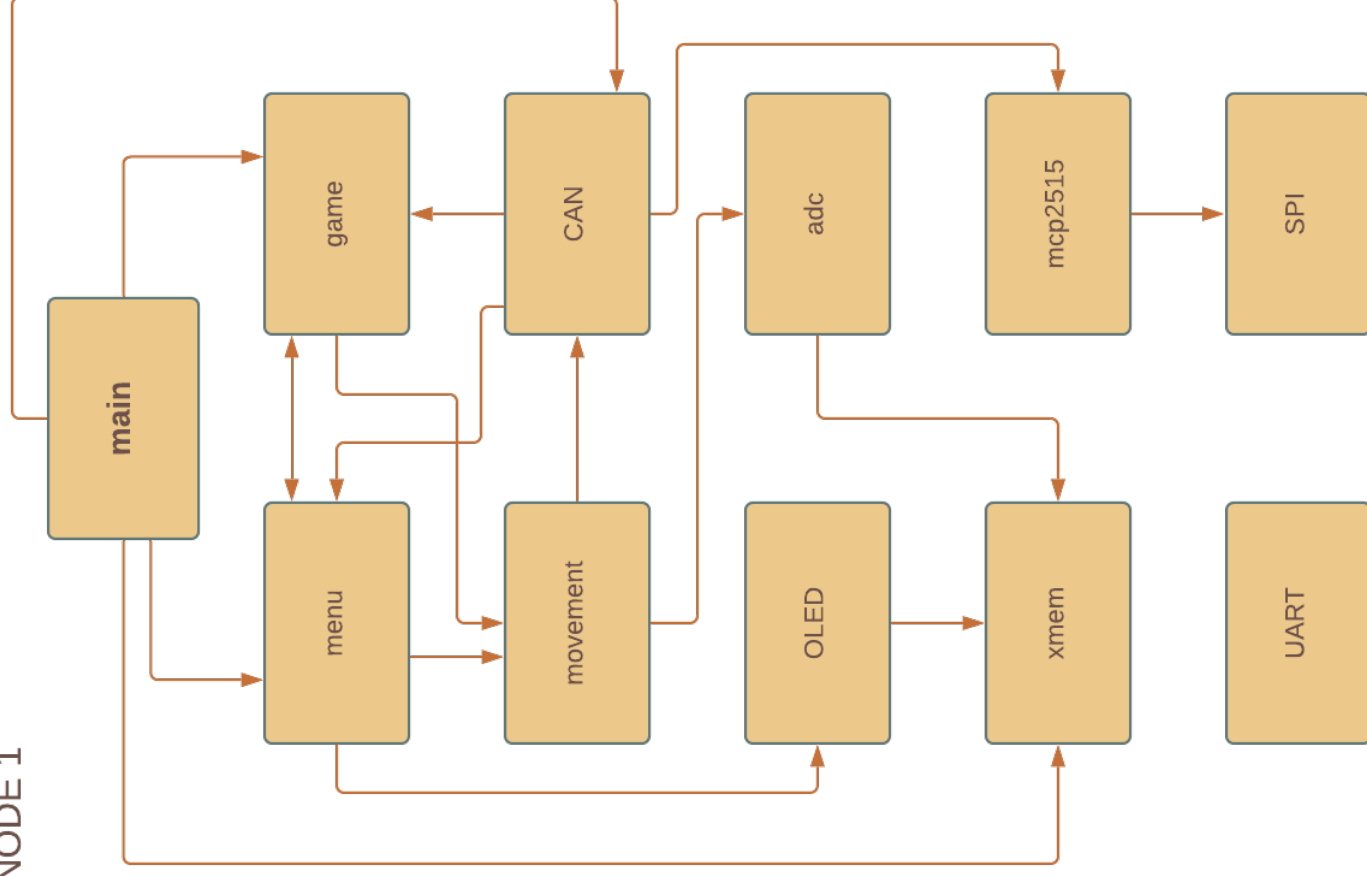 NODE 1
main
game
menu
CAN
movement
adc
OLED
mcp2515
xmem
SPI
UART